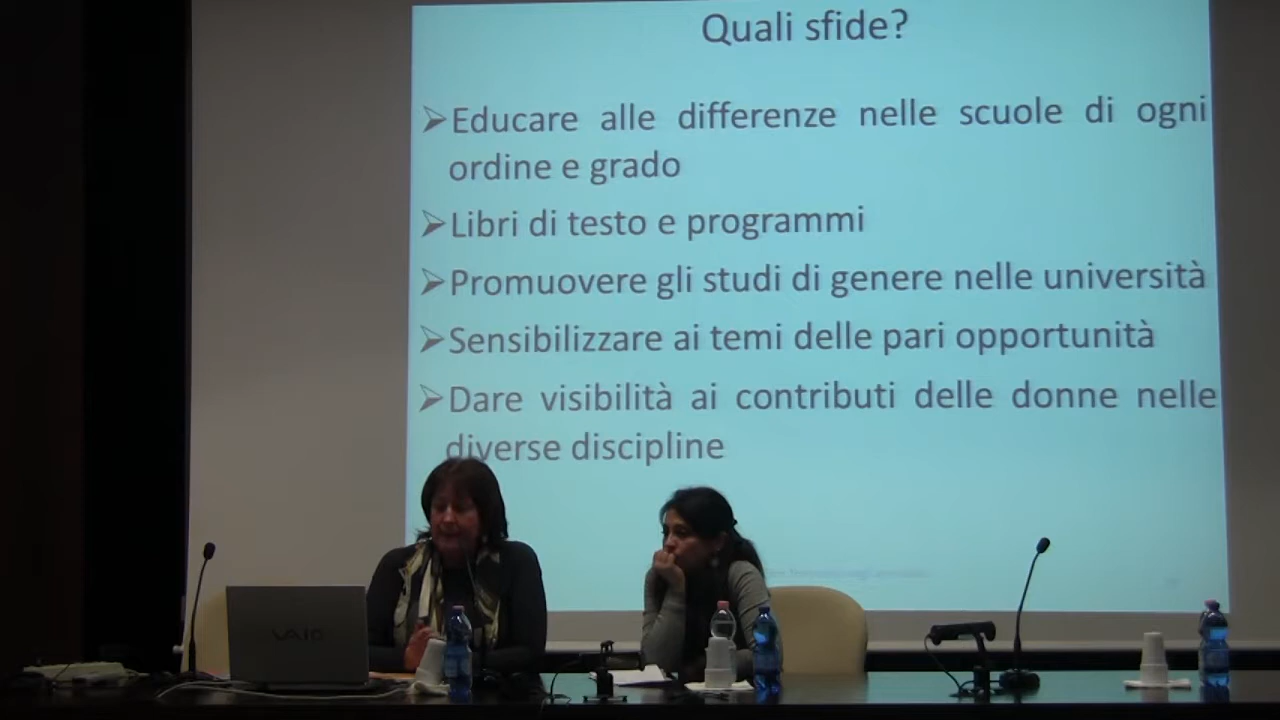 Quali sfide?
Educare alle differenze nelle scuole di ogni
ordine e grado
Libri di testo e programmi
Promuovere gli studi di genere nelle università
Sensibilizzare ai temi delle pari opportunità
Dare visibilità ai contributi delle donne nelle
diverse discipline
VAIO